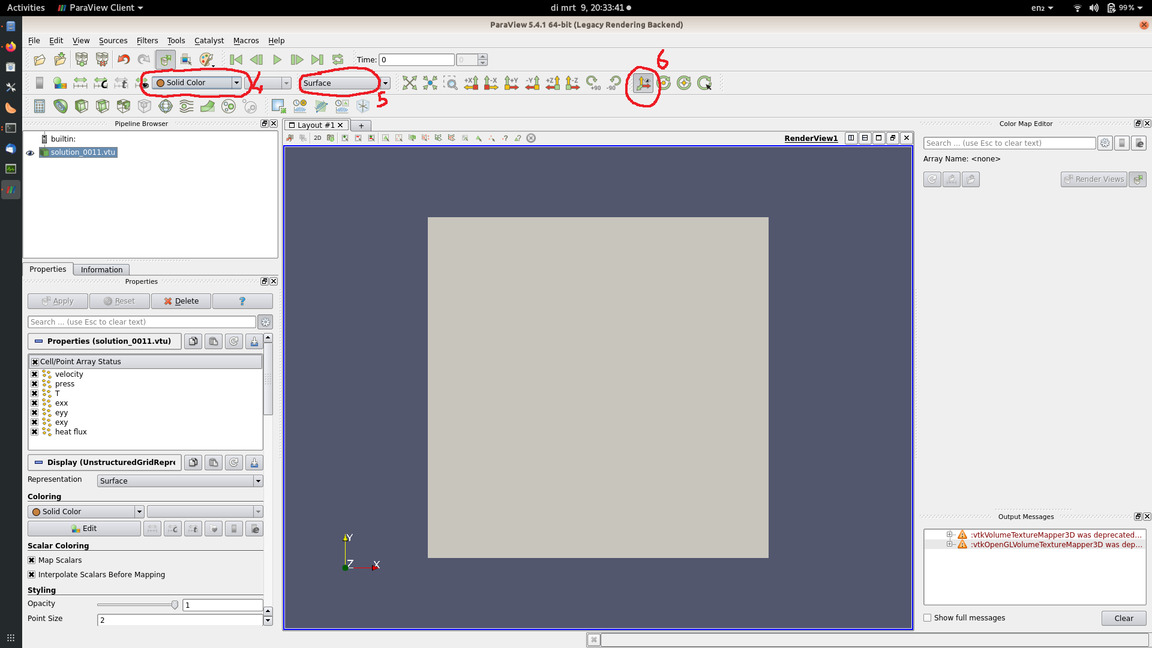 Activities ParaView Client di mrt 9, 20:33:41 en2 99%
ParaView 5.4.1 64-bit (Legacy Rendering Backend)
File Edit View Sources Filters Tools Catalyst Macros Help
Time: 0 0
6
Solid Color 4 Surface
5
-90 +90
Pipeline Browser
Layout #1
Color Map Editor
builtin:
solution_0011.vtu
2D
RenderView1
Search ... (use Esc to clear text)
Array Name: <none>
Render Views
Properties Information
Properties
Apply Reset Delete ?
Search ... (use Esc to clear text)
Properties (solution_0011.vtu)
Cell/Point Array Status
velocity
press
T
exx
eyy
exy
heat flux
Display (UnstructuredGridRepre
Representation Surface
Coloring
Solid Color
Edit
Scalar Coloring
Map Scalars
Interpolate Scalars Before Mapping
Styling
Opacity 1
Point Size 2
Y
Z X
Output Messages
:vtkVolumeTextureMapper3D was deprecated...
:vtkOpenGLVolumeTextureMapper3D was dep...
Show full messages Clear